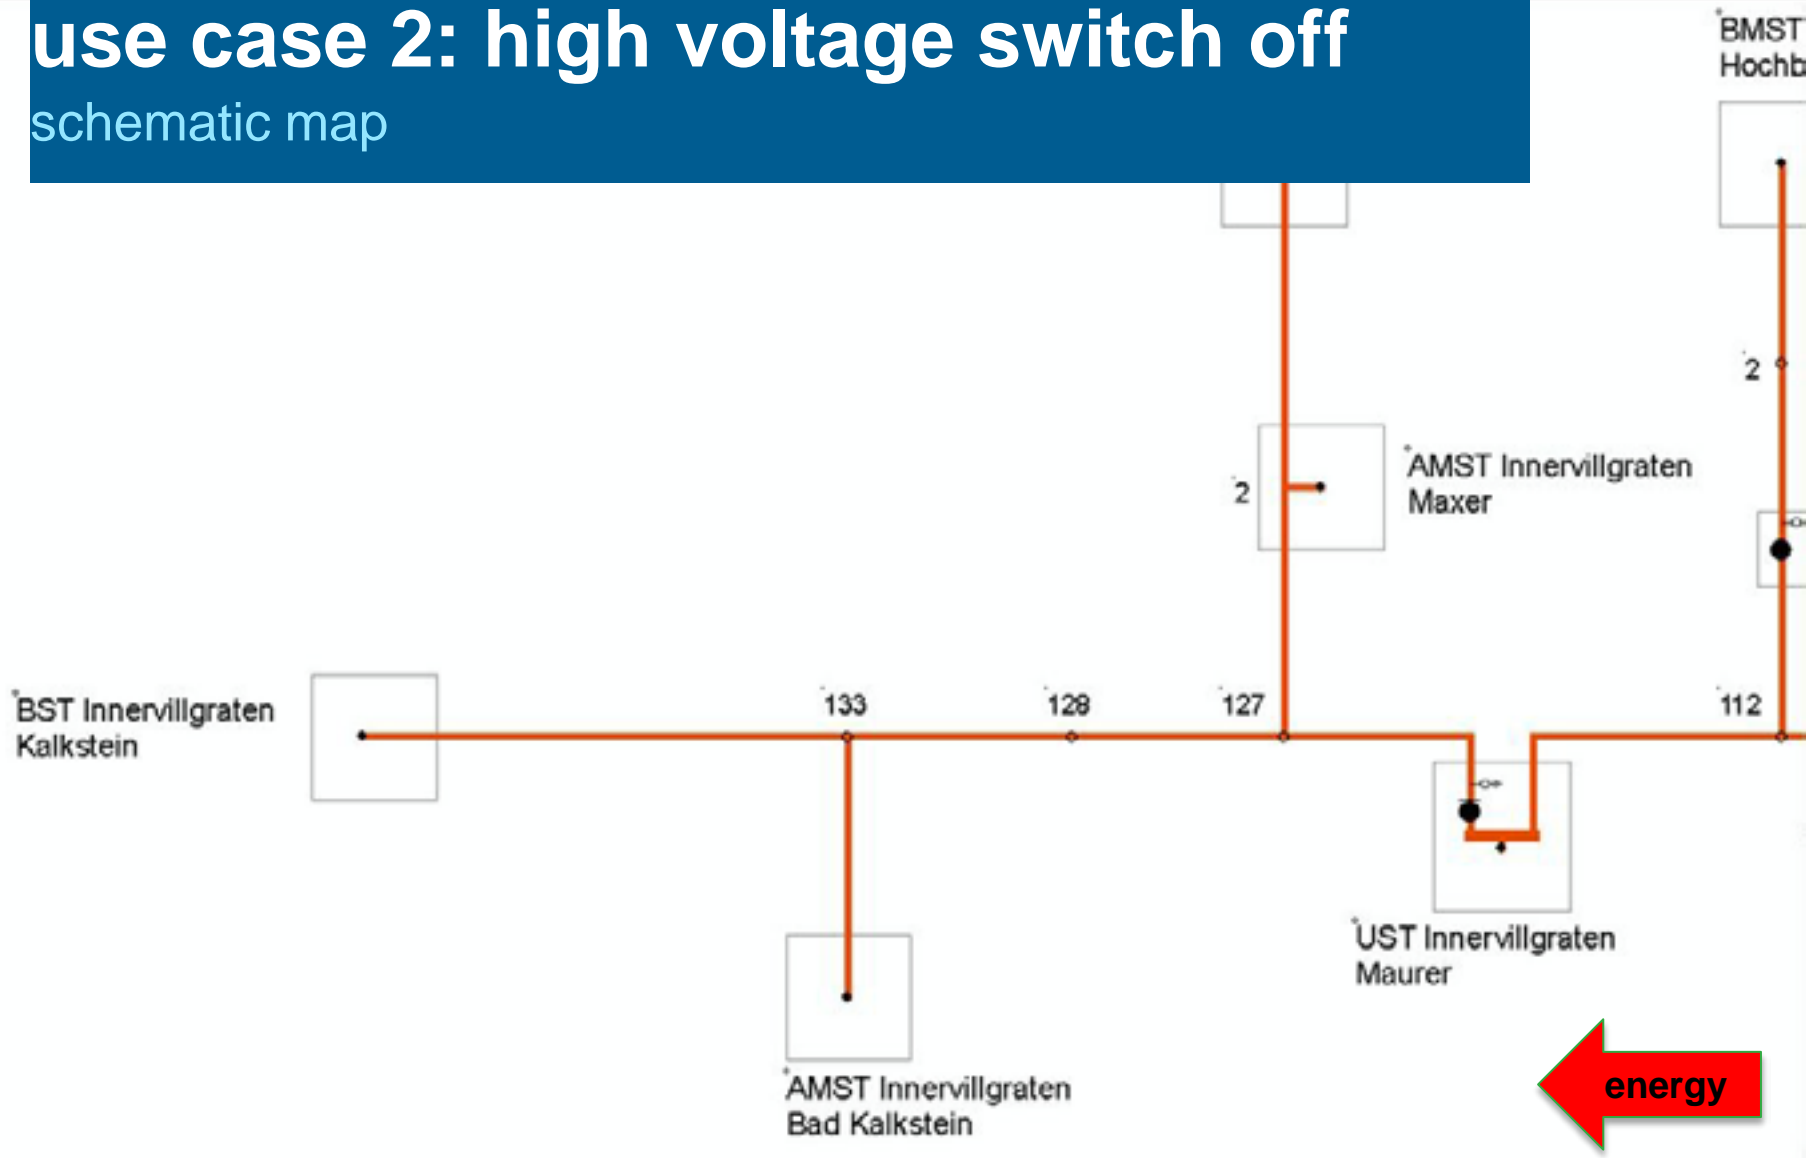 use case 2: high voltage switch off
schematic map
BMST
Hochb
2
AMST Innervillgraten
Maxer
2
BST Innervillgraten
Kalkstein
133
128
127
112
UST Innervillgraten
Maurer
AMST Innervillgraten
Bad Kalkstein
energy